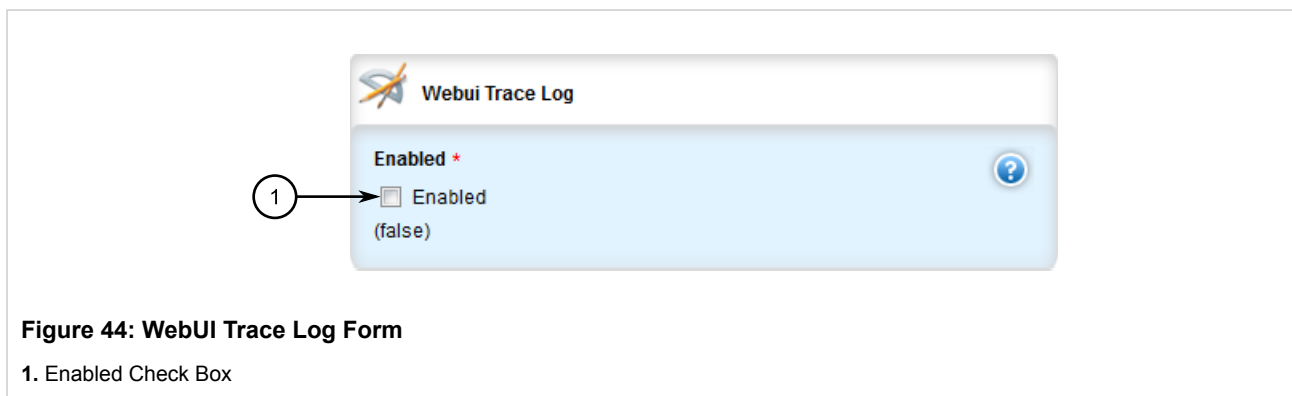 Webui Trace Log
Enabled *
?
1
Enabled
(false)
Figure 44: WebUI Trace Log Form
1. Enabled Check Box